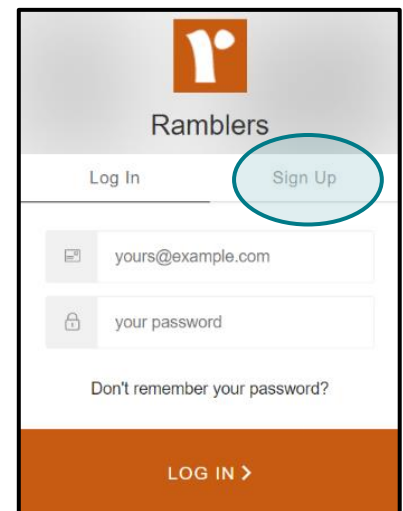 r
Ramblers
Log In Sign Up
yours@example.com
your password
Don't remember your password?
LOG IN >